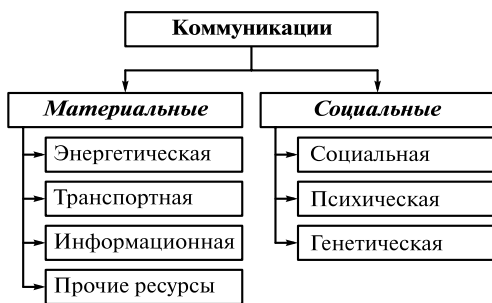 Коммуникации
Материальные
Социальные
Энергетическая
Социальная
Транспортная
Психическая
Информационная
Генетическая
Прочие ресурсы